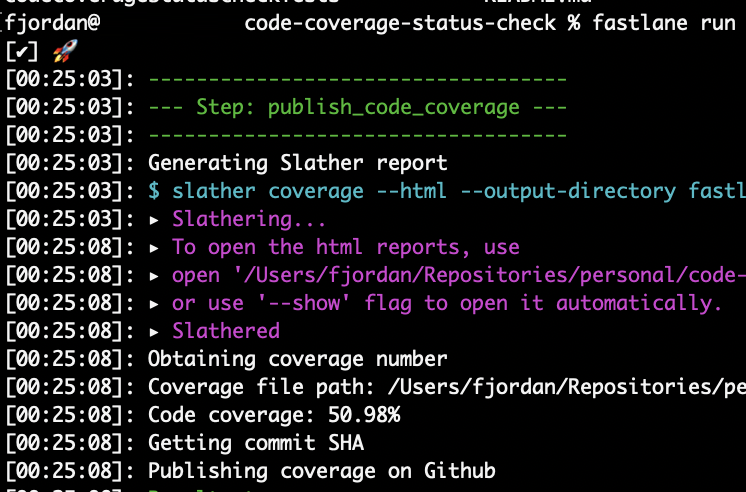 fjordan@ code-coverage-status-check % fastlane run
[✔] 🚀
[00:25:03]: -----------------------------------
[00:25:03]: --- Step: publish_code_coverage ---
[00:25:03]: -----------------------------------
[00:25:03]: Generating Slather report
[00:25:03]: $ slather coverage --html --output-directory fastl
[00:25:03]: ▸ Slathering...
[00:25:08]: ▸ To open the html reports, use
[00:25:08]: ▸ open '/Users/fjordan/Repositories/personal/code-
[00:25:08]: ▸ or use '--show' flag to open it automatically.
[00:25:08]: ▸ Slathered
[00:25:08]: Obtaining coverage number
[00:25:08]: Coverage file path: /Users/fjordan/Repositories/pe
[00:25:08]: Code coverage: 50.98%
[00:25:08]: Getting commit SHA
[00:25:08]: Publishing coverage on Github